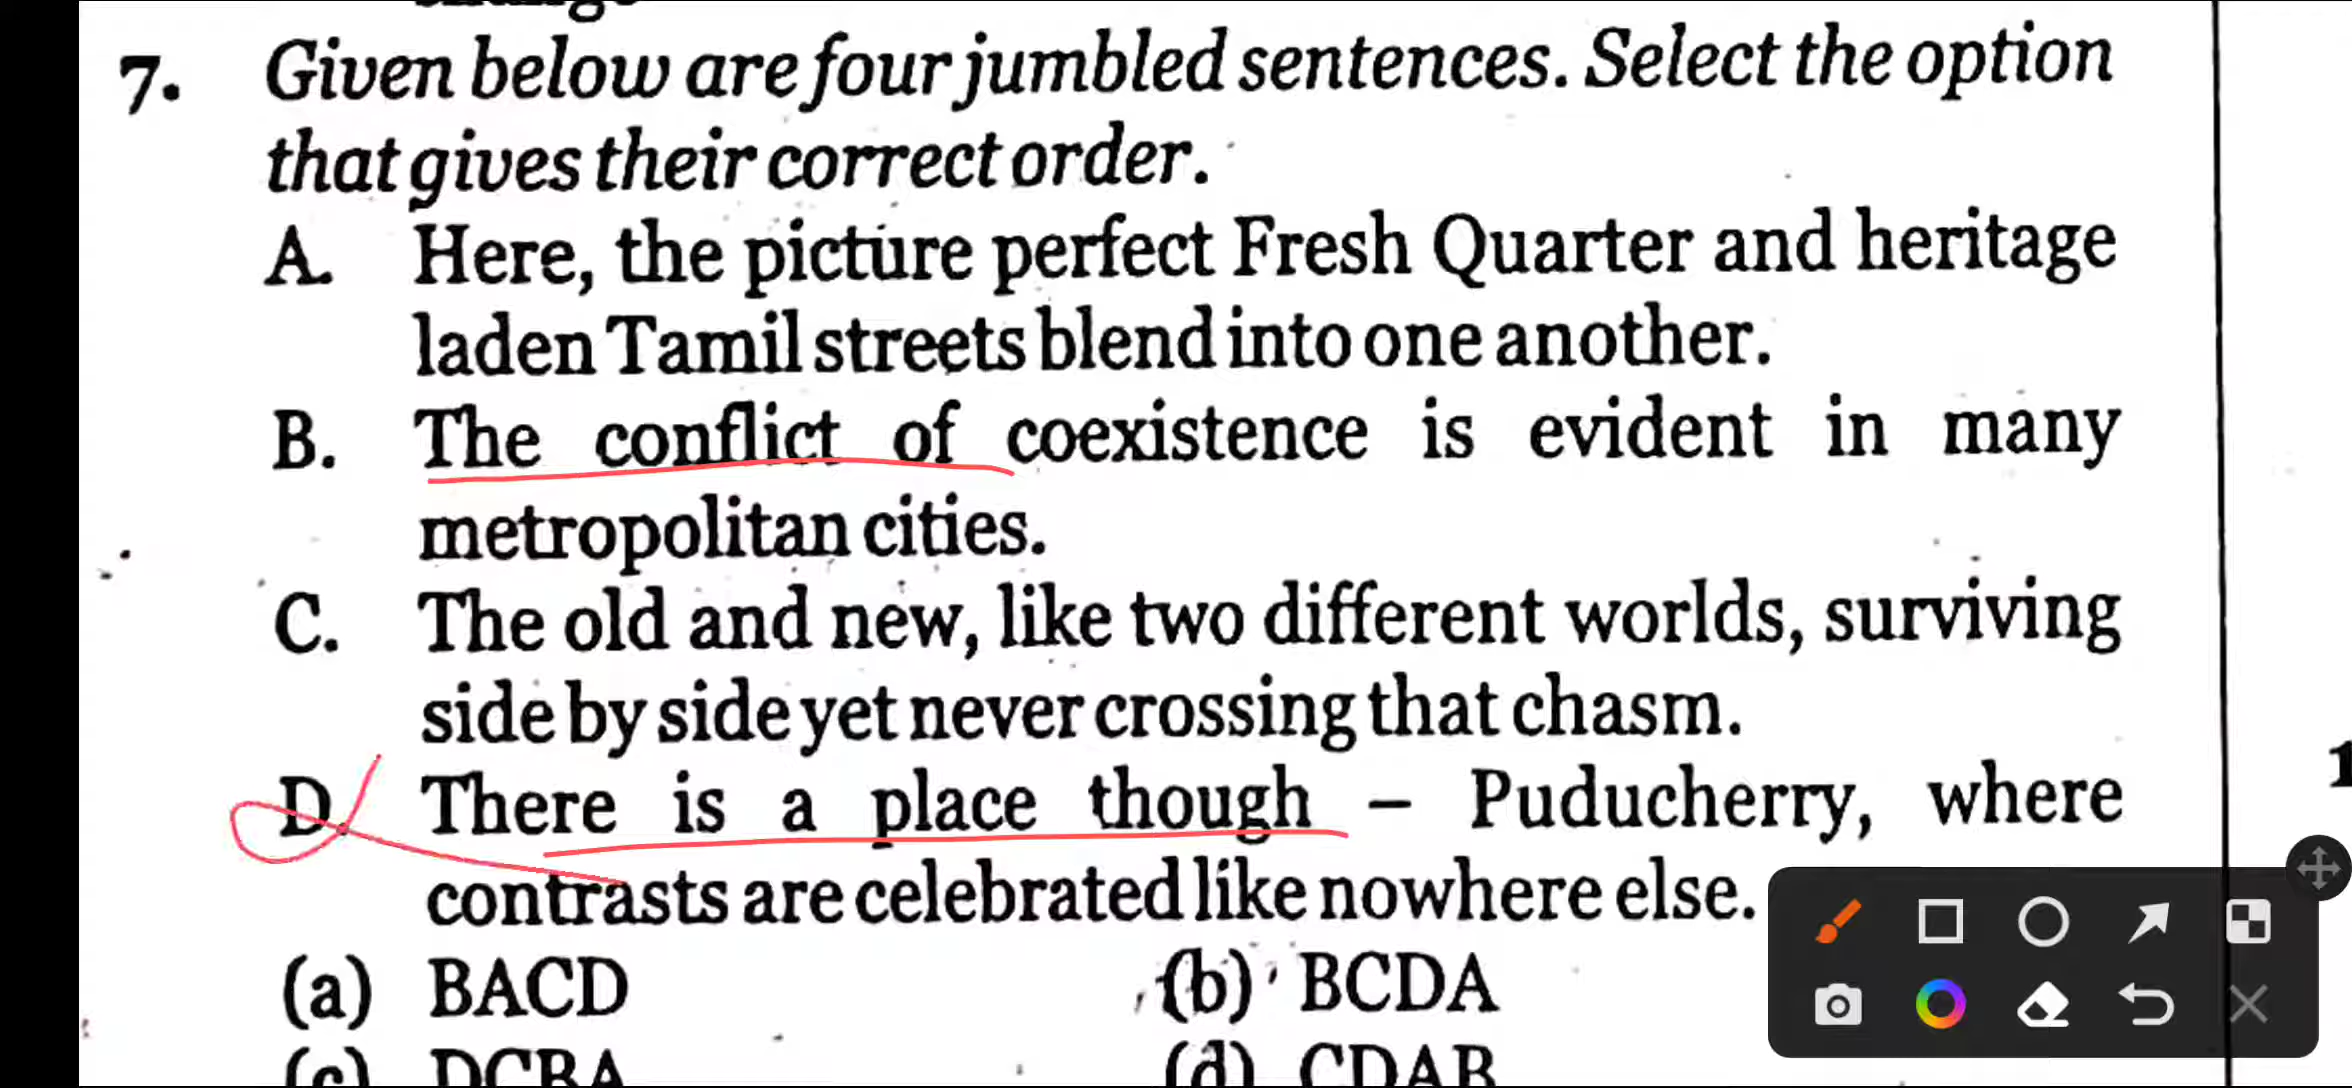 7. Given below are four jumbled sentences. Select the option
that gives their correct order.
A. Here, the picture perfect Fresh Quarter and heritage
laden Tamil streets blend into one another.
B. The conflict of coexistence is evident in many
metropolitan cities.
C. The old and new, like two different worlds, surviving
side by side yet never crossing that chasm.
D. There is a place though – Puducherry, where
contrasts are celebrated like nowhere else.
(a) BACD (b) BCDA
(c) DCBA (d) CDAB